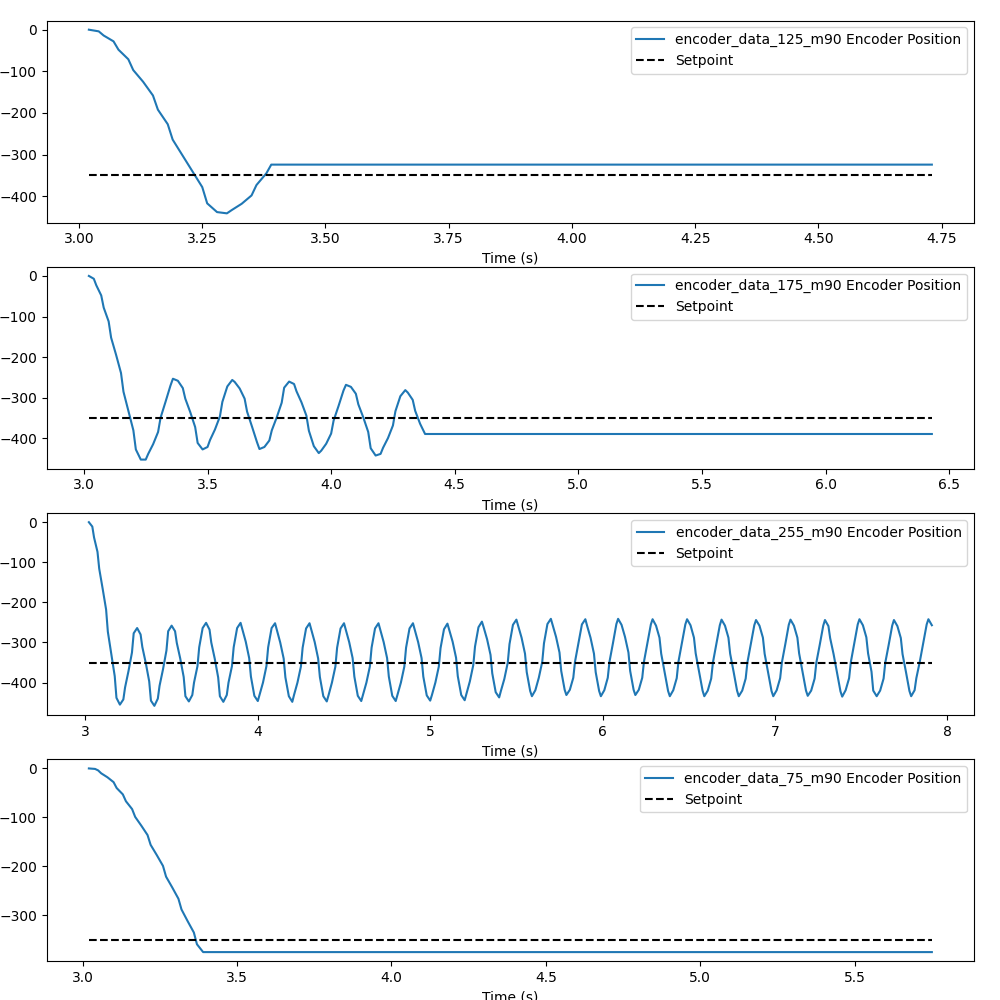 encoder_data_125_m90 Encoder Position
Setpoint
0
−100
−200
−300
−400
3.00 3.25 3.50 3.75 4.00 4.25 4.50 4.75
Time (s)
encoder_data_175_m90 Encoder Position
Setpoint
0
−100
−200
−300
−400
3.0 3.5 4.0 4.5 5.0 5.5 6.0 6.5
Time (s)
encoder_data_255_m90 Encoder Position
Setpoint
0
−100
−200
−300
−400
3 4 5 6 7 8
Time (s)
encoder_data_75_m90 Encoder Position
Setpoint
0
−100
−200
−300
3.0 3.5 4.0 4.5 5.0 5.5
Time (s)